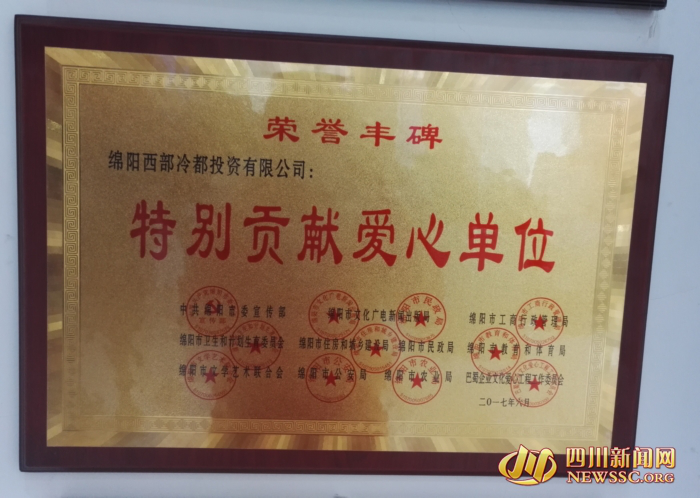 荣誉丰碑
绵阳西部冷都投资有限公司：
特别贡献爱心单位
中共绵阳市委宣传部 绵阳市文化广电新闻出版局 绵阳市工商行政管理局
绵阳市卫生和计划生育委员会 绵阳市住房和城乡建设局 绵阳市民政局 绵阳市教育和体育局
绵阳市文学艺术联合会 绵阳市公安局 绵阳市农业局 巴蜀企业文化爱心工程工作委员会
二〇一七年六月
四川新闻网
NEWSSC.ORG